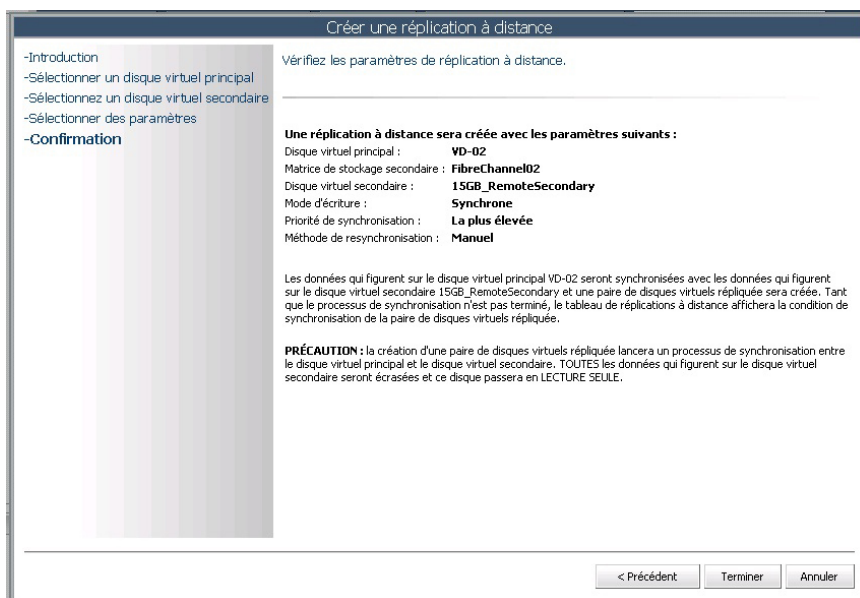 Créer une réplication à distance
-Introduction
-Sélectionner un disque virtuel principal
-Sélectionnez un disque virtuel secondaire
-Sélectionner des paramètres
-Confirmation
Vérifiez les paramètres de réplication à distance.
Une réplication à distance sera créée avec les paramètres suivants :
Disque virtuel principal : VD-02
Matrice de stockage secondaire : FibreChannel02
Disque virtuel secondaire : 15GB_RemoteSecondary
Mode d'écriture : Synchrone
Priorité de synchronisation : La plus élevée
Méthode de resynchronisation : Manuel
Les données qui figurent sur le disque virtuel principal VD-02 seront synchronisées avec les données qui figurent
sur le disque virtuel secondaire 15GB_RemoteSecondary et une paire de disques virtuels répliquée sera créée. Tant
que le processus de synchronisation n'est pas terminé, le tableau de réplications à distance affichera la condition de
synchronisation de la paire de disques virtuels répliquée.
PRÉCAUTION : la création d'une paire de disques virtuels répliquée lancera un processus de synchronisation entre
le disque virtuel principal et le disque virtuel secondaire. TOUTES les données qui figurent sur le disque virtuel
secondaire seront écrasées et ce disque passera en LECTURE SEULE.
< Précédent
Terminer
Annuler